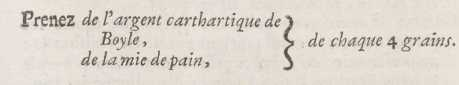 Prenez de l'argent carthartique de
Boyle,
de la mie de pain,
de chaque 4 grains.